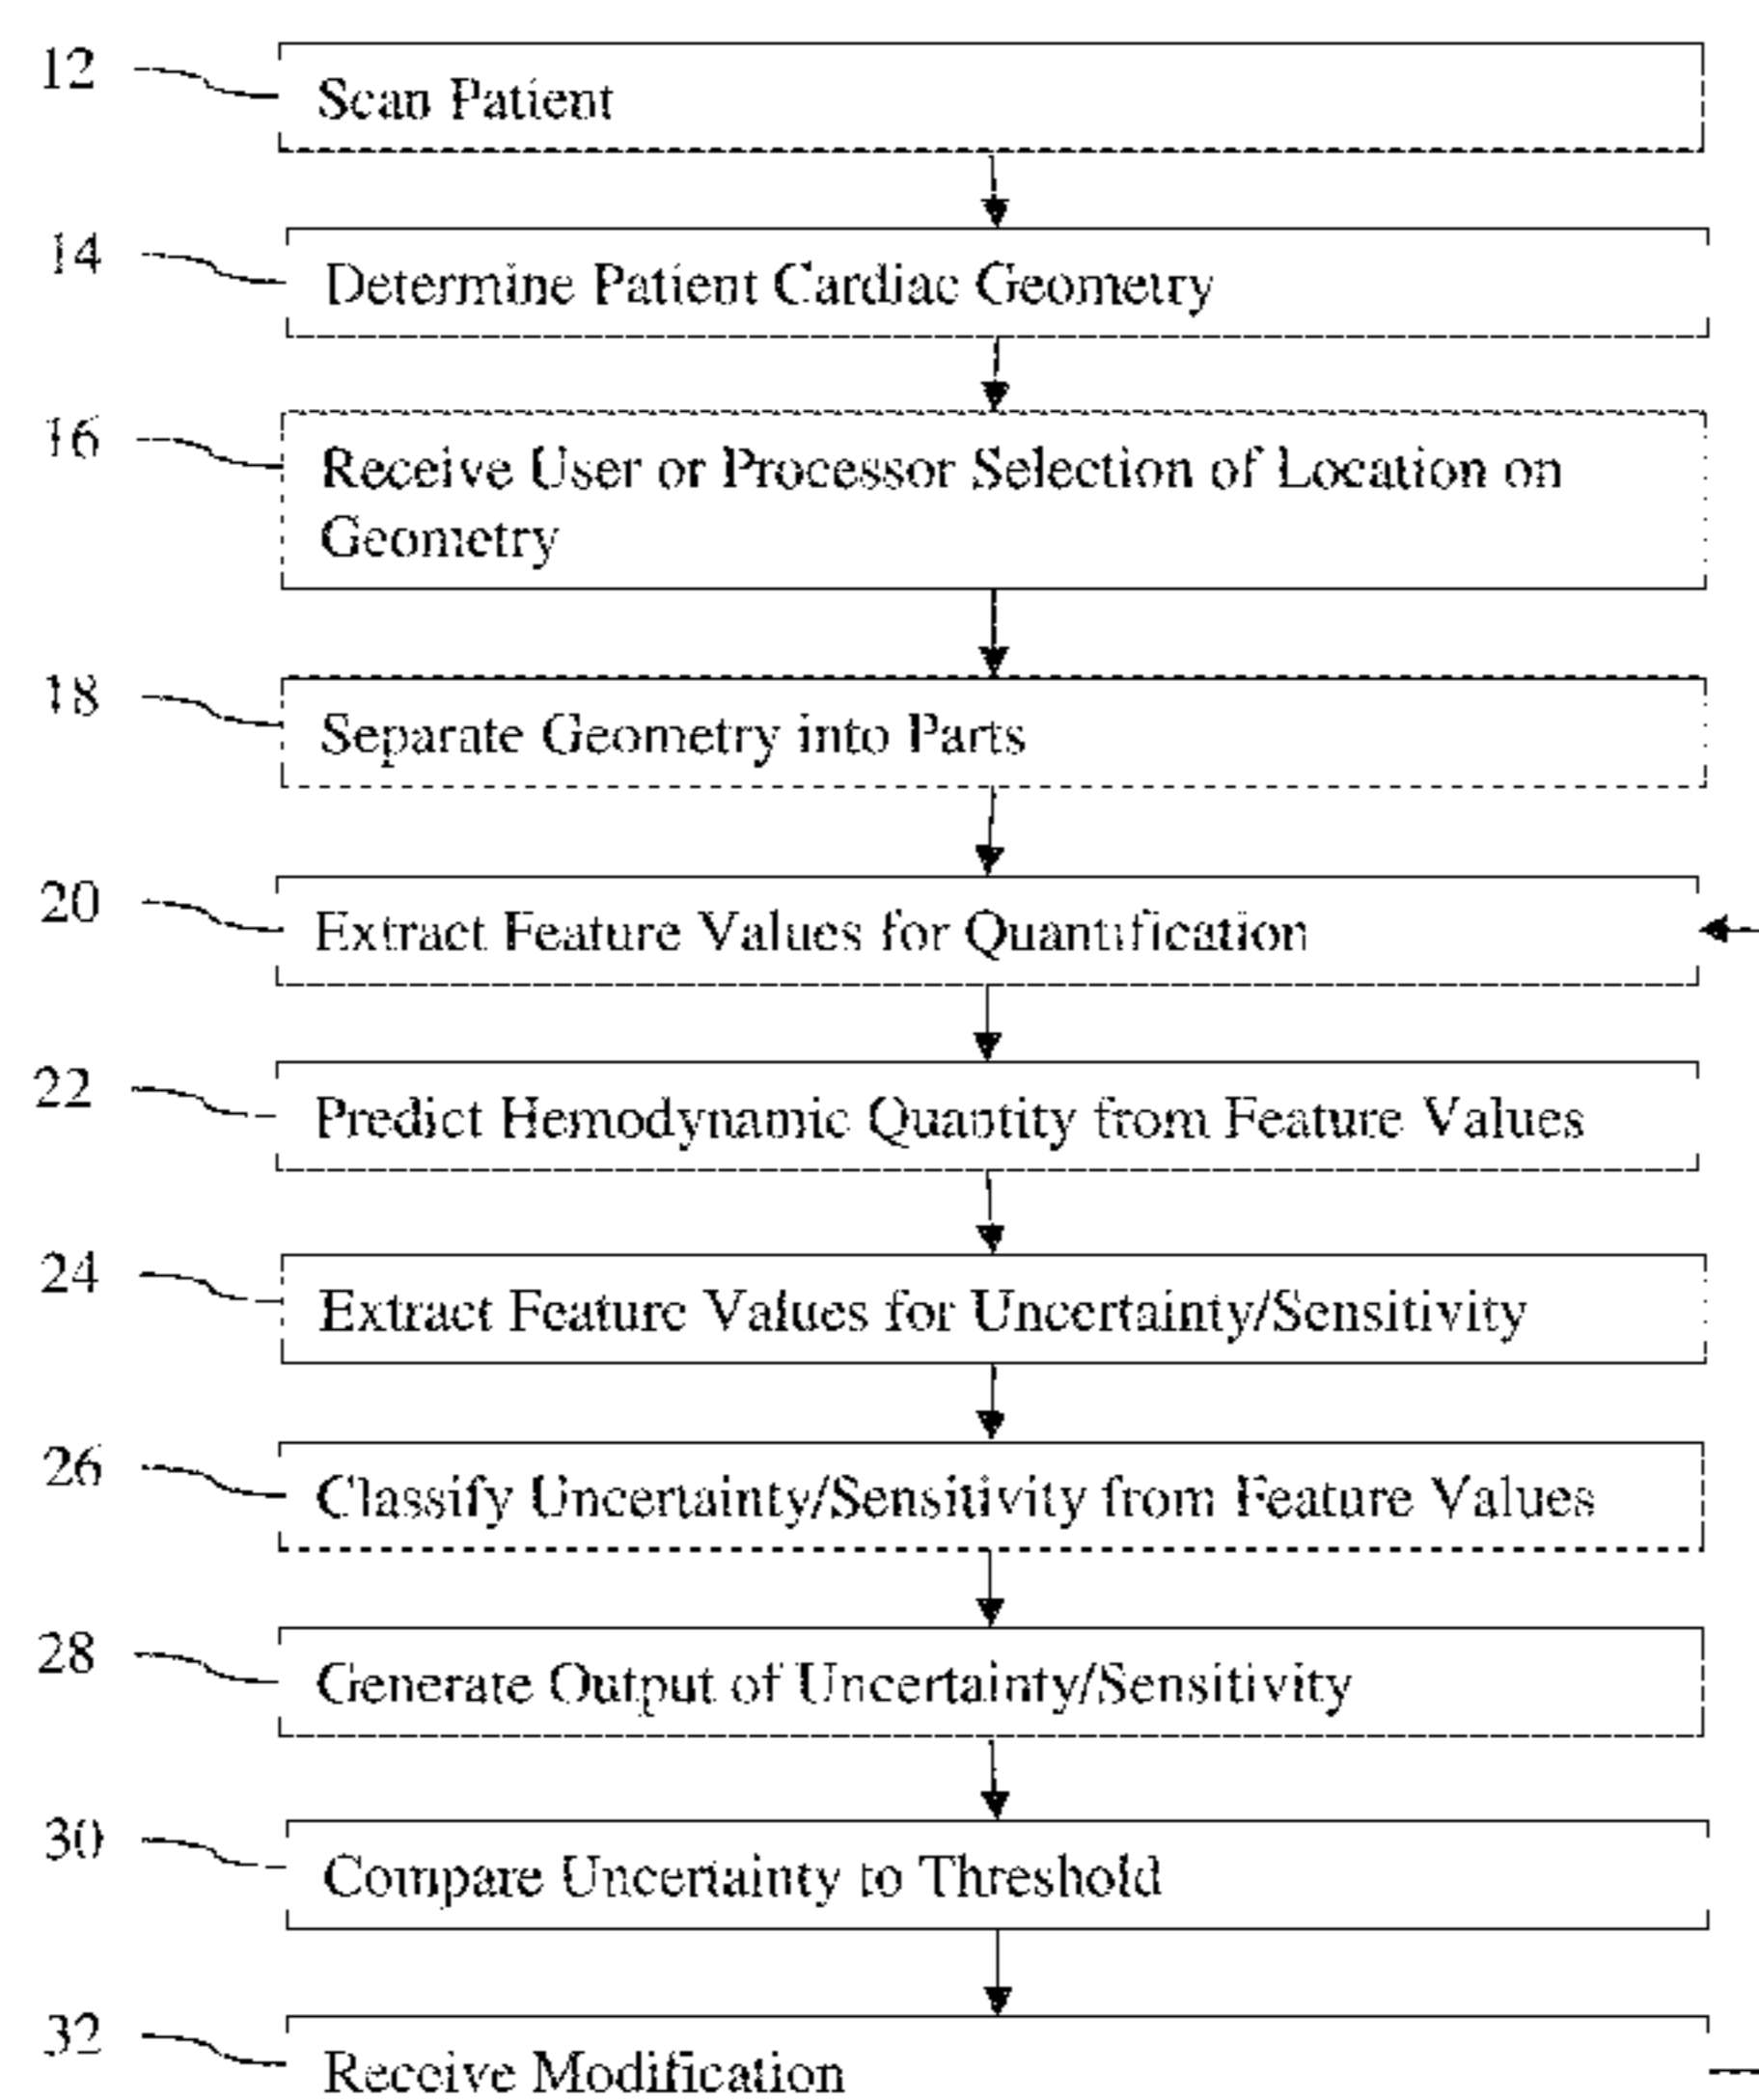 12 Scan Patient
14 Determine Patient Cardiac Geometry
16 Receive User or Processor Selection of Location on
Geometry
18 Separate Geometry into Parts
20 Extract Feature Values for Quantification
22 Predict Hemodynamic Quantity from Feature Values
24 Extract Feature Values for Uncertainty/Sensitivity
26 Classify Uncertainty/Sensitivity from Feature Values
28 Generate Output of Uncertainty/Sensitivity
30 Compare Uncertainty to Threshold
32 Receive Modification